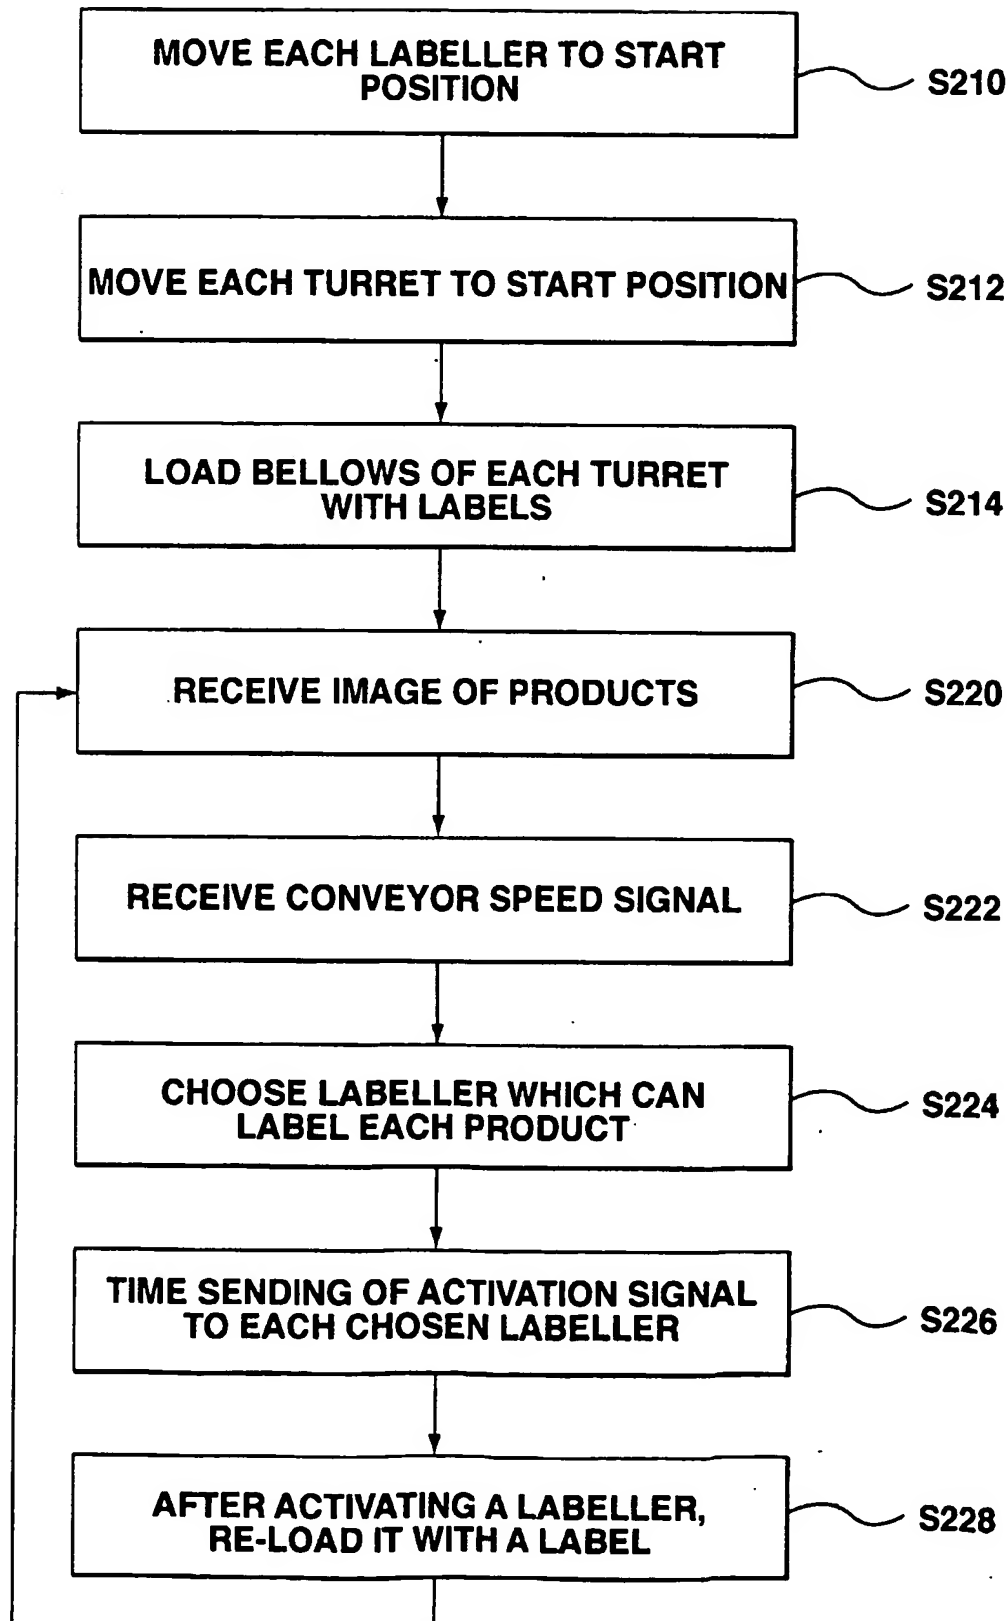 MOVE EACH LABELLER TO START
POSITION
S210
MOVE EACH TURRET TO START POSITION
S212
LOAD BELLOWS OF EACH TURRET
WITH LABELS
S214
RECEIVE IMAGE OF PRODUCTS
S220
RECEIVE CONVEYOR SPEED SIGNAL
S222
CHOOSE LABELLER WHICH CAN
LABEL EACH PRODUCT
S224
TIME SENDING OF ACTIVATION SIGNAL
TO EACH CHOSEN LABELLER
S226
AFTER ACTIVATING A LABELLER,
RE-LOAD IT WITH A LABEL
S228